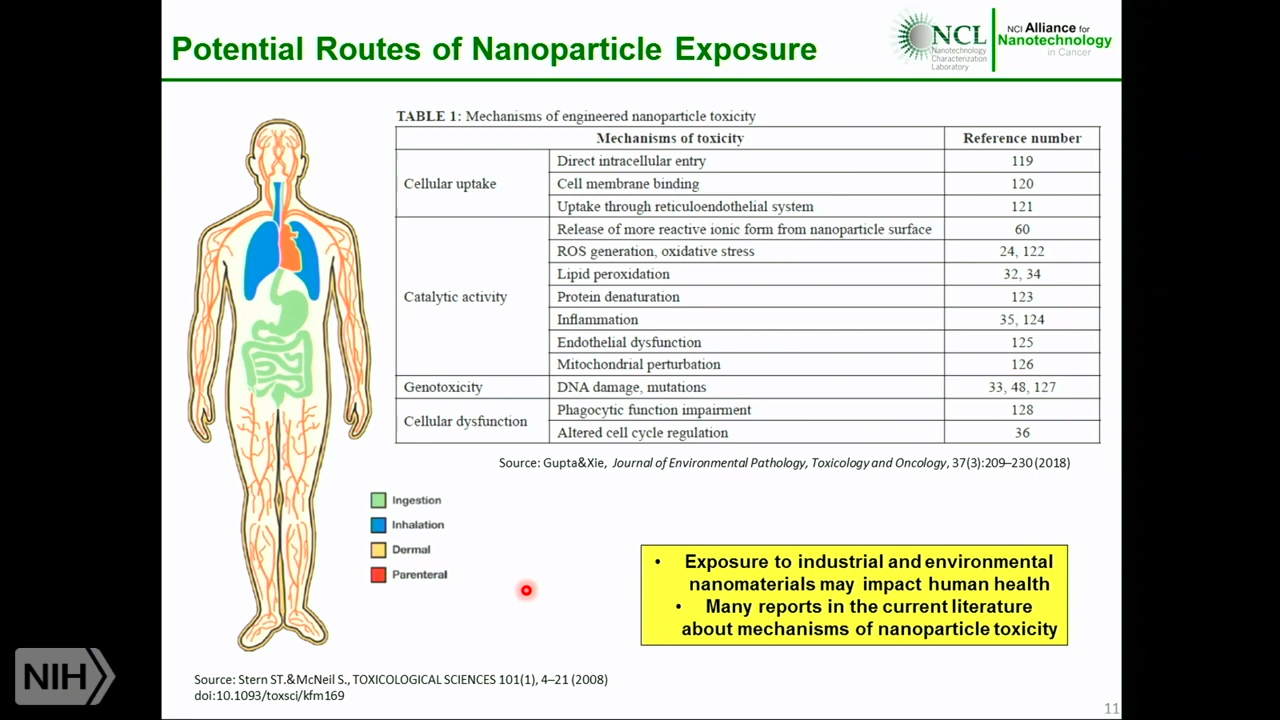 Potential Routes of Nanoparticle Exposure
NCL
Nanotechnology
Characterization
Laboratory
NCI Alliance for
Nanotechnology
in Cancer
TABLE 1: Mechanisms of engineered nanoparticle toxicity
Mechanisms of toxicity Reference number
Cellular uptake Direct intracellular entry 119
Cell membrane binding 120
Uptake through reticuloendothelial system 121
Catalytic activity Release of more reactive ionic form from nanoparticle surface 60
ROS generation, oxidative stress 24, 122
Lipid peroxidation 32, 34
Protein denaturation 123
Inflammation 35, 124
Endothelial dysfunction 125
Mitochondrial perturbation 126
Genotoxicity DNA damage, mutations 33, 48, 127
Cellular dysfunction Phagocytic function impairment 128
Altered cell cycle regulation 36
Source: Gupta&Xie, Journal of Environmental Pathology, Toxicology and Oncology, 37(3):209–230 (2018)
Ingestion
Inhalation
Dermal
Parenteral
• Exposure to industrial and environmental
nanomaterials may impact human health
• Many reports in the current literature
about mechanisms of nanoparticle toxicity
NIH
Source: Stern ST.&McNeil S., TOXICOLOGICAL SCIENCES 101(1), 4–21 (2008)
doi:10.1093/toxsci/kfm169
11